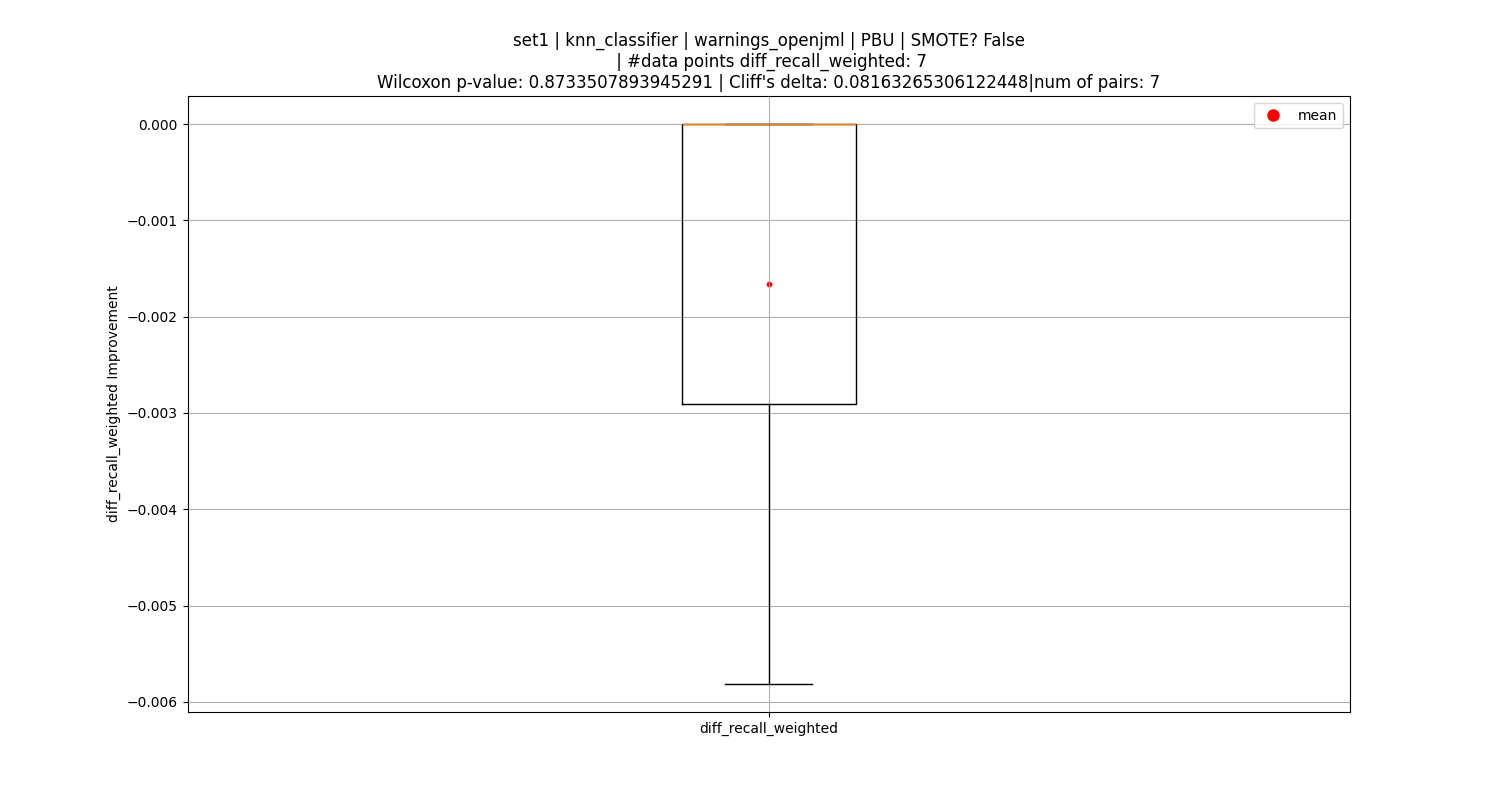 set1 | knn_classifier | warnings_openjml | PBU | SMOTE? False
| #data points diff_recall_weighted: 7
Wilcoxon p-value: 0.8733507893945291 | Cliff's delta: 0.08163265306122448|num of pairs: 7
mean
0.000
−0.001
−0.002
−0.003
−0.004
−0.005
−0.006
diff_recall_weighted Improvement
diff_recall_weighted